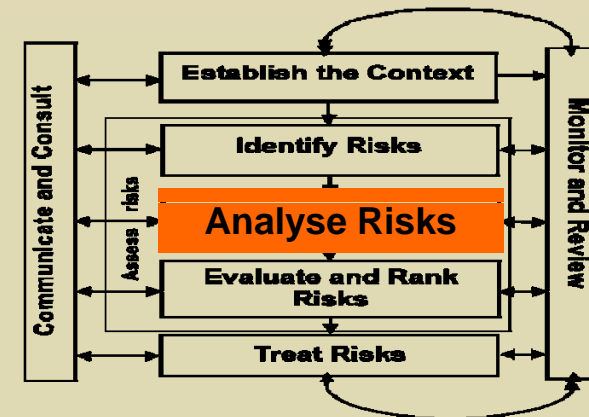 Establish the Context
Identify Risks
Analyse Risks
Evaluate and Rank
Risks
Treat Risks
Communicate and Consult
Assess risks
Monitor and Review